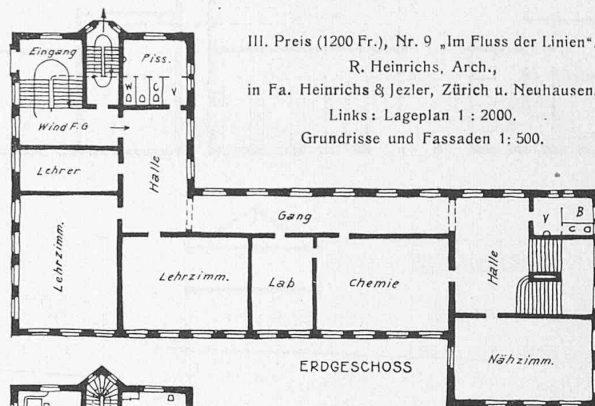 III. Preis (1200 Fr.), Nr. 9 „Im Fluss der Linien“.
R. Heinrichs, Arch.,
in Fa. Heinrichs & Jezler, Zürich u. Neuhausen.
Links: Lageplan 1 : 2000.
Grundrisse und Fassaden 1: 500.
Eingang
Piss.
W C V
Wind F.G
Lehrer
Halle
Gang
V B
C
Lehrzimm.
Lehrzimm.
Lab
Chemie
Halle
Nähzimm.
ERDGESCHOSS